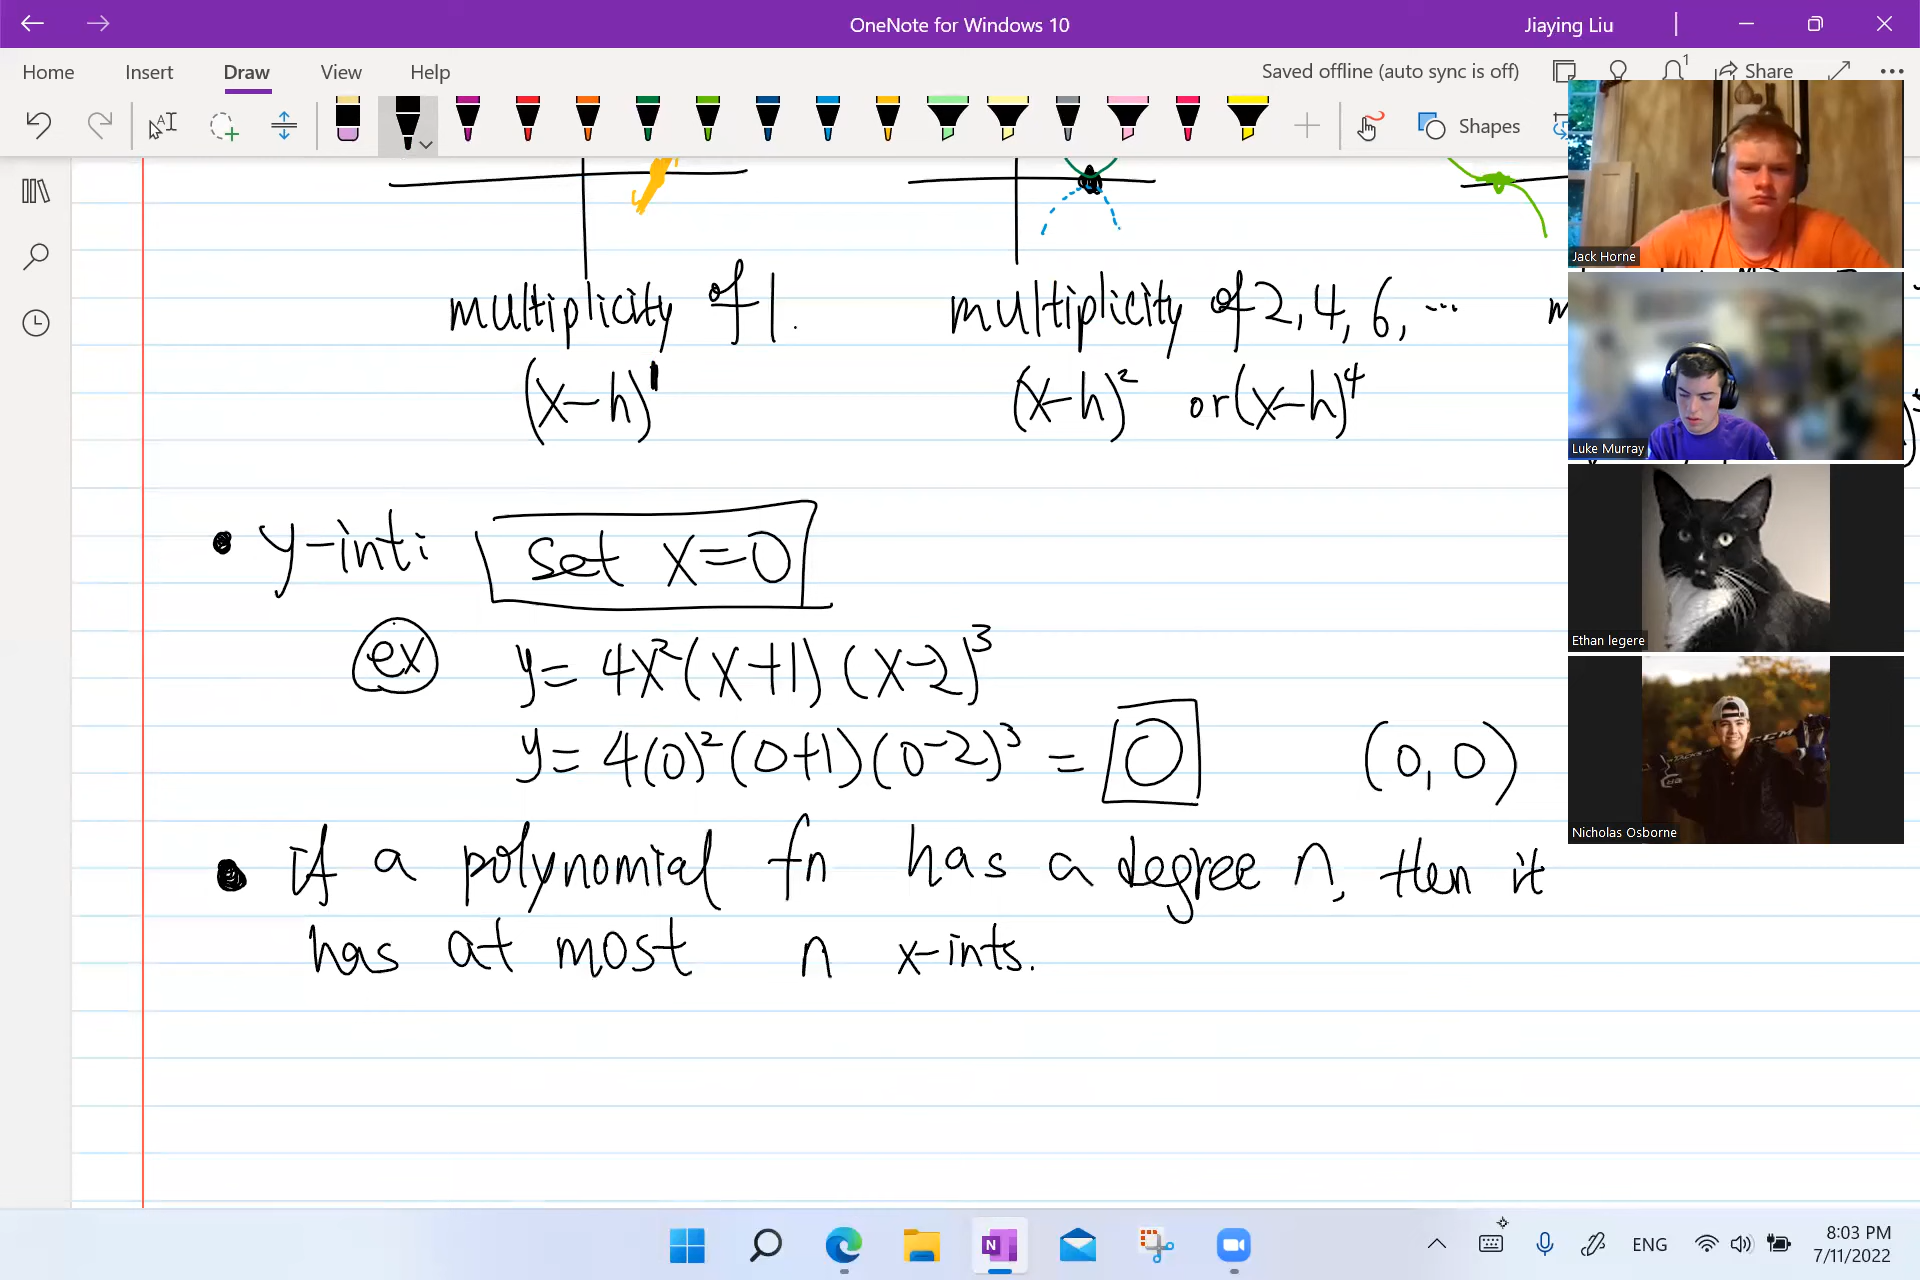 OneNote for Windows 10
Jiaying Liu
Home Insert Draw View Help
Saved offline (auto sync is off)
1
Share
Shapes
Jack Horne
Luke Murray
Ethan legere
Nicholas Osborne
multiplicity of 1.
multiplicity of 2, 4, 6, ...
m
(x-h)¹
(x-h)² or (x-h)⁴
• y-int: set x=0
ex y= 4x²(x+1)(x-2)³
y= 4(0)²(0+1)(0-2)³ = 0 (0,0)
• if a polynomial fn has a degree n, then it
has at most n x-ints.
N
ENG
8:03 PM
7/11/2022